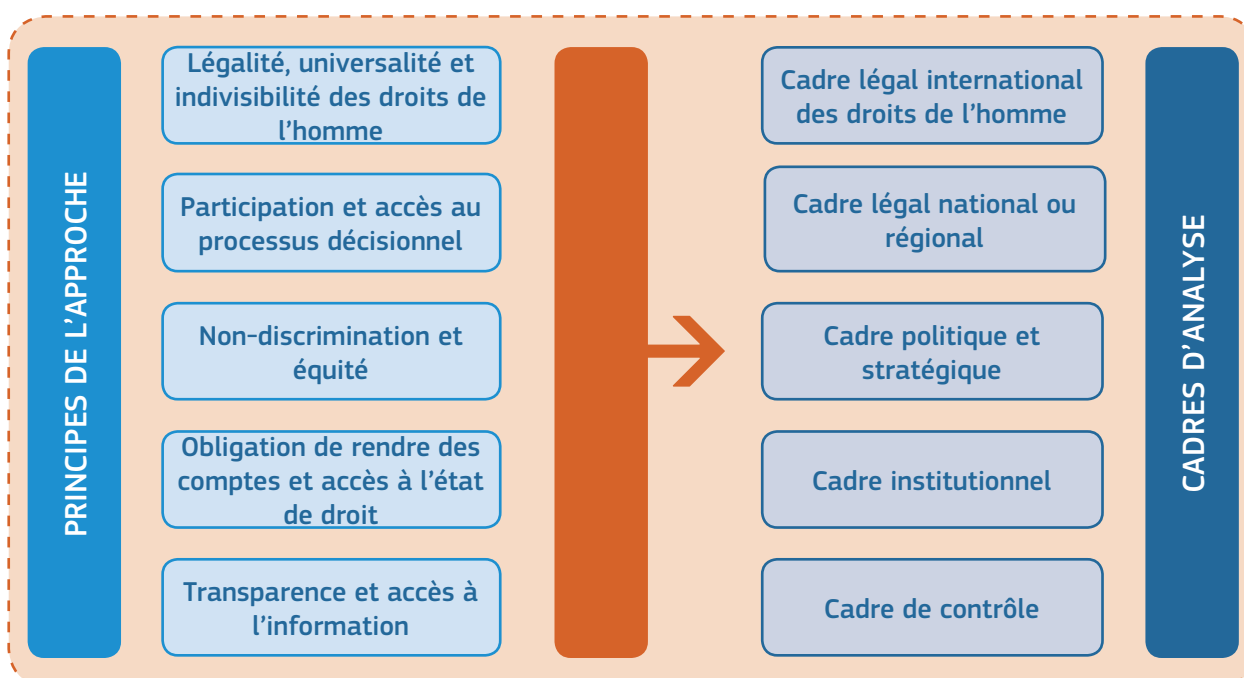 PRINCIPES DE L’APPROCHE
Légalité, universalité et
indivisibilité des droits de
l’homme
Participation et accès au
processus décisionnel
Non-discrimination et
équité
Obligation de rendre des
comptes et accès à l’état
de droit
Transparence et accès à
l’information
Cadre légal international
des droits de l’homme
Cadre légal national ou
régional
Cadre politique et
stratégique
Cadre institutionnel
Cadre de contrôle
CADRES D’ANALYSE